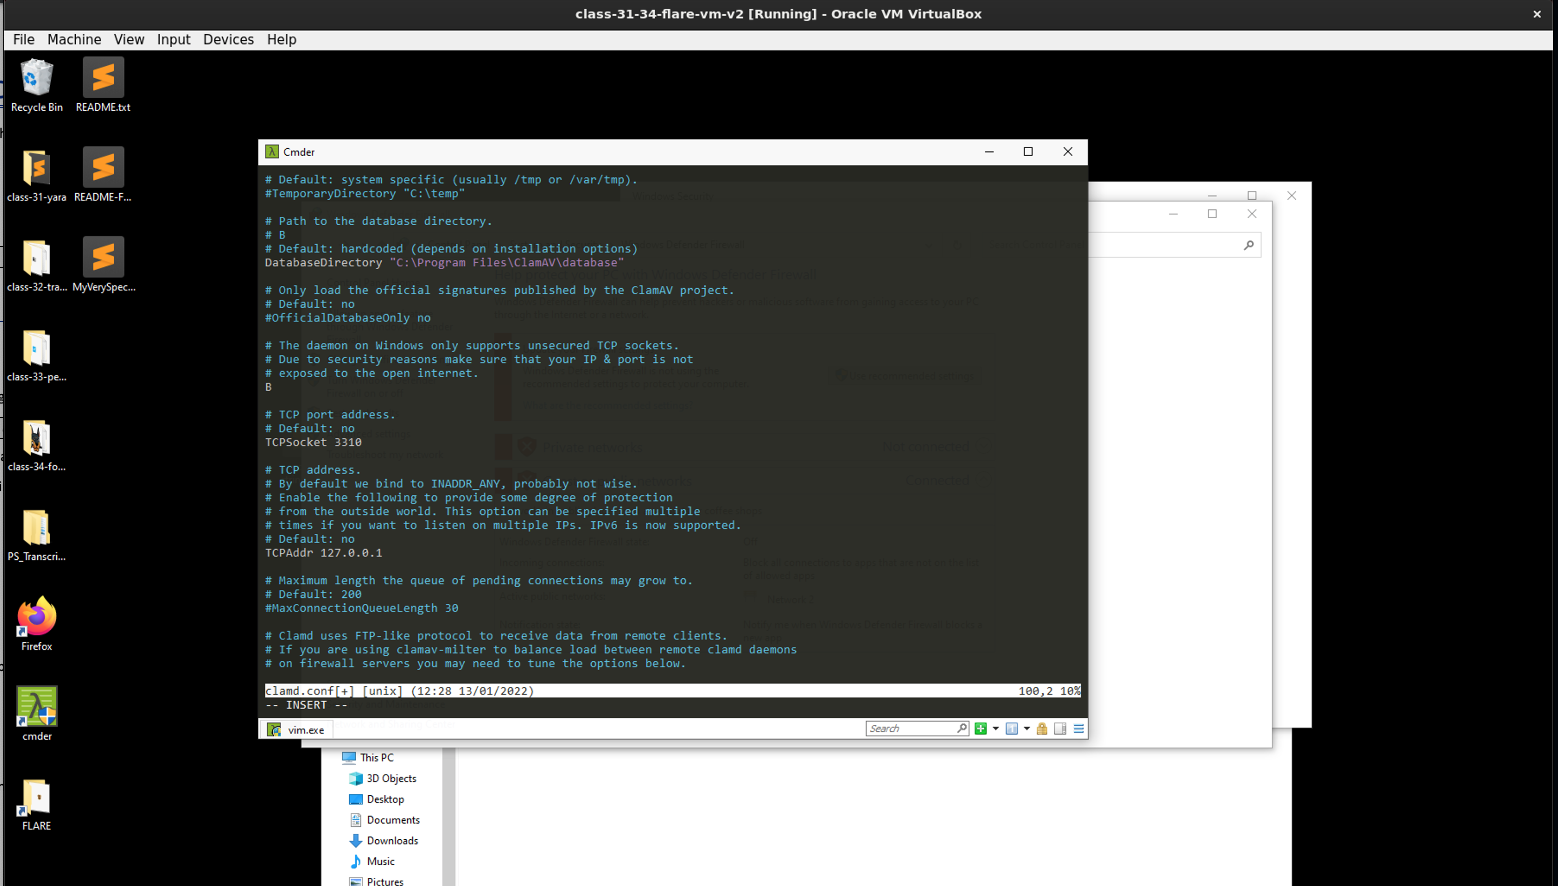 class-31-34-flare-vm-v2 [Running] - Oracle VM VirtualBox
File Machine View Input Devices Help
Recycle Bin
README.txt
class-31-yara
README-F...
class-32-tra...
MyVerySpec...
class-33-pe...
class-34-fo...
PS_Transcri...
Firefox
cmder
FLARE
Cmder
# Default: system specific (usually /tmp or /var/tmp).
#TemporaryDirectory "C:\temp"
# Path to the database directory.
# B
# Default: hardcoded (depends on installation options)
DatabaseDirectory "C:\Program Files\ClamAV\database"
# Only load the official signatures published by the ClamAV project.
# Default: no
#OfficialDatabaseOnly no
# The daemon on Windows only supports unsecured TCP sockets.
# Due to security reasons make sure that your IP & port is not
# exposed to the open internet.
B
# TCP port address.
# Default: no
TCPSocket 3310
# TCP address.
# By default we bind to INADDR_ANY, probably not wise.
# Enable the following to provide some degree of protection
# from the outside world. This option can be specified multiple
# times if you want to listen on multiple IPs. IPv6 is now supported.
# Default: no
TCPAddr 127.0.0.1
# Maximum length the queue of pending connections may grow to.
# Default: 200
#MaxConnectionQueueLength 30
# Clamd uses FTP-like protocol to receive data from remote clients.
# If you are using clamav-milter to balance load between remote clamd daemons
# on firewall servers you may need to tune the options below.
clamd.conf[+] [unix] (12:28 13/01/2022) 100,2 10%
-- INSERT --
vim.exe
Search
This PC
3D Objects
Desktop
Documents
Downloads
Music
Pictures